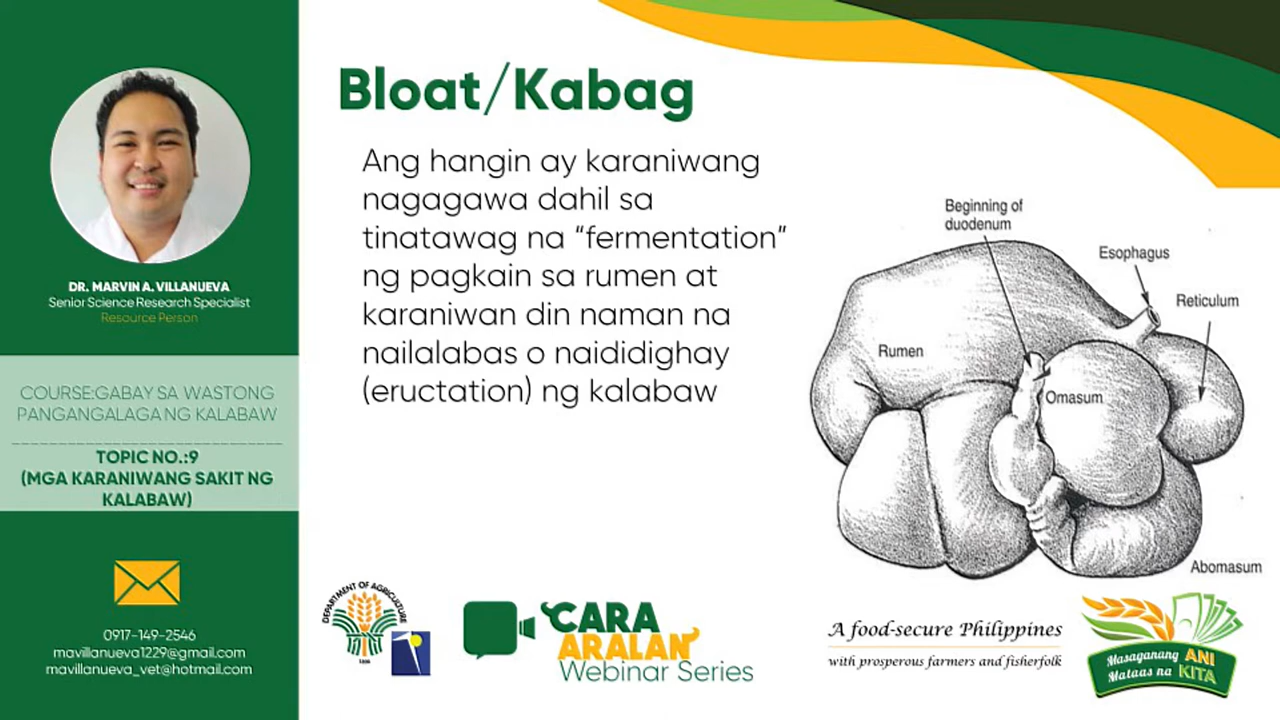 Bloat/Kabag
Ang hangin ay karaniwang
nagagawa dahil sa
tinatawag na “fermentation”
ng pagkain sa rumen at
karaniwan din naman na
nailalabas o naididighay
(eructation) ng kalabaw
DR. MARVIN A. VILLANUEVA
Senior Science Research Specialist
Resource Person
COURSE:GABAY SA WASTONG
PANGANGALAGA NG KALABAW
TOPIC NO.:9
(MGA KARANIWANG SAKIT NG
KALABAW)
0917-149-2546
mavillanueva1229@gmail.com
mavillanueva_vet@hotmail.com
Beginning of
duodenum
Esophagus
Reticulum
Rumen
Omasum
Abomasum
DEPARTMENT OF AGRICULTURE
CARA
ARALAN
Webinar Series
A food-secure Philippines
with prosperous farmers and fisherfolk
Masaganang ANI
Mataas na KITA